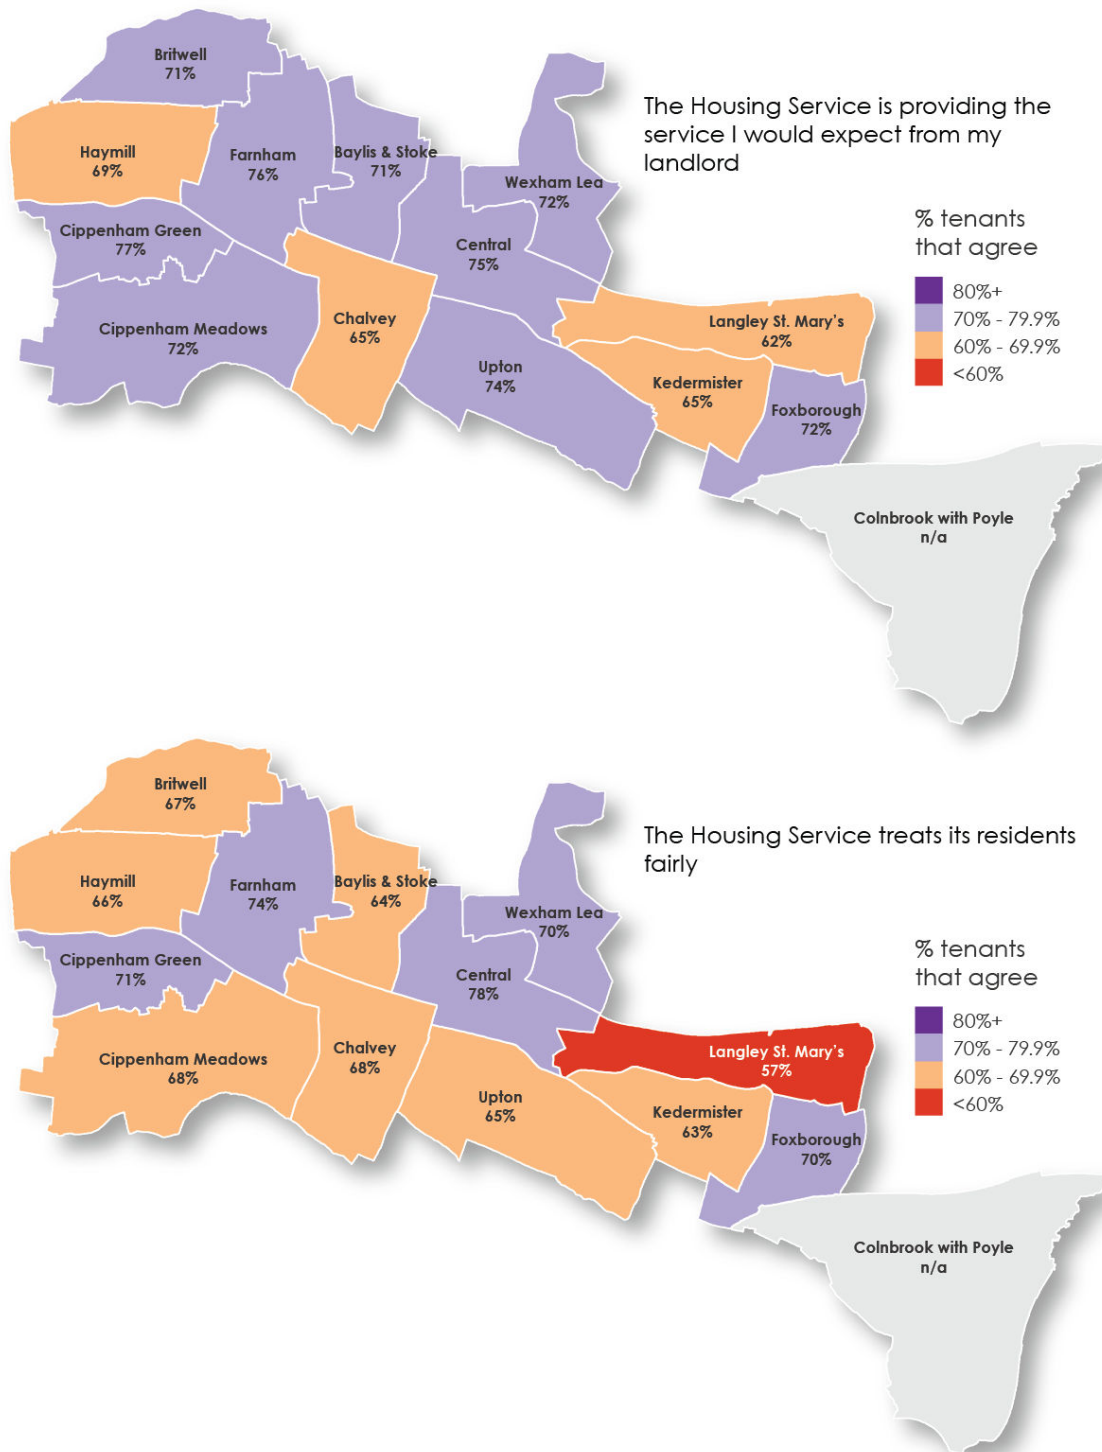 Britwell
71%
The Housing Service is providing the
service I would expect from my
landlord
Haymill
69%
Farnham
76%
Baylis & Stoke
71%
Wexham Lea
72%
Cippenham Green
77%
Central
75%
% tenants
that agree
80%+
70% - 79.9%
60% - 69.9%
<60%
Cippenham Meadows
72%
Chalvey
65%
Langley St. Mary's
62%
Upton
74%
Kedermister
65%
Foxborough
72%
Colnbrook with Poyle
n/a
Britwell
67%
The Housing Service treats its residents
fairly
Haymill
66%
Farnham
74%
Baylis & Stoke
64%
Wexham Lea
70%
Cippenham Green
71%
Central
78%
% tenants
that agree
80%+
70% - 79.9%
60% - 69.9%
<60%
Cippenham Meadows
68%
Chalvey
68%
Langley St. Mary's
57%
Upton
65%
Kedermister
63%
Foxborough
70%
Colnbrook with Poyle
n/a